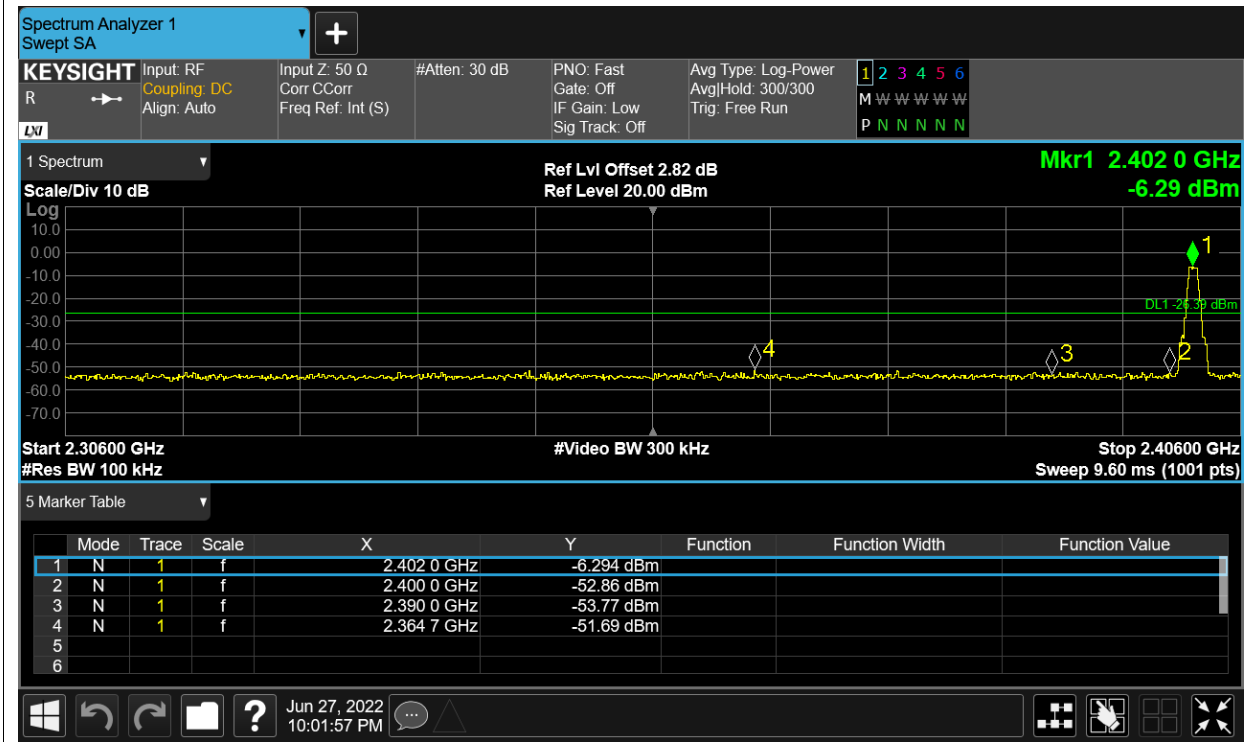 Spectrum Analyzer 1
Swept SA
+
KEYSIGHT Input: RF Input Z: 50 Ω #Atten: 30 dB PNO: Fast Avg Type: Log-Power 1 2 3 4 5 6
R Coupling: DC Corr CCorr Gate: Off Avg|Hold: 300/300 M W W W W W
Align: Auto Freq Ref: Int (S) IF Gain: Low Trig: Free Run
LXI Sig Track: Off P N N N N N
1 Spectrum Ref Lvl Offset 2.82 dB Mkr1 2.402 0 GHz
Scale/Div 10 dB Ref Level 20.00 dBm -6.29 dBm
Log
10.0
0.00 1
-10.0
-20.0 DL1 -26.39 dBm
-30.0
-40.0 4 3 2
-50.0
-60.0
-70.0
Start 2.30600 GHz #Video BW 300 kHz Stop 2.40600 GHz
#Res BW 100 kHz Sweep 9.60 ms (1001 pts)
5 Marker Table
Mode Trace Scale X Y Function Function Width Function Value
1 N 1 f 2.402 0 GHz -6.294 dBm
2 N 1 f 2.400 0 GHz -52.86 dBm
3 N 1 f 2.390 0 GHz -53.77 dBm
4 N 1 f 2.364 7 GHz -51.69 dBm
5
6
? Jun 27, 2022
10:01:57 PM